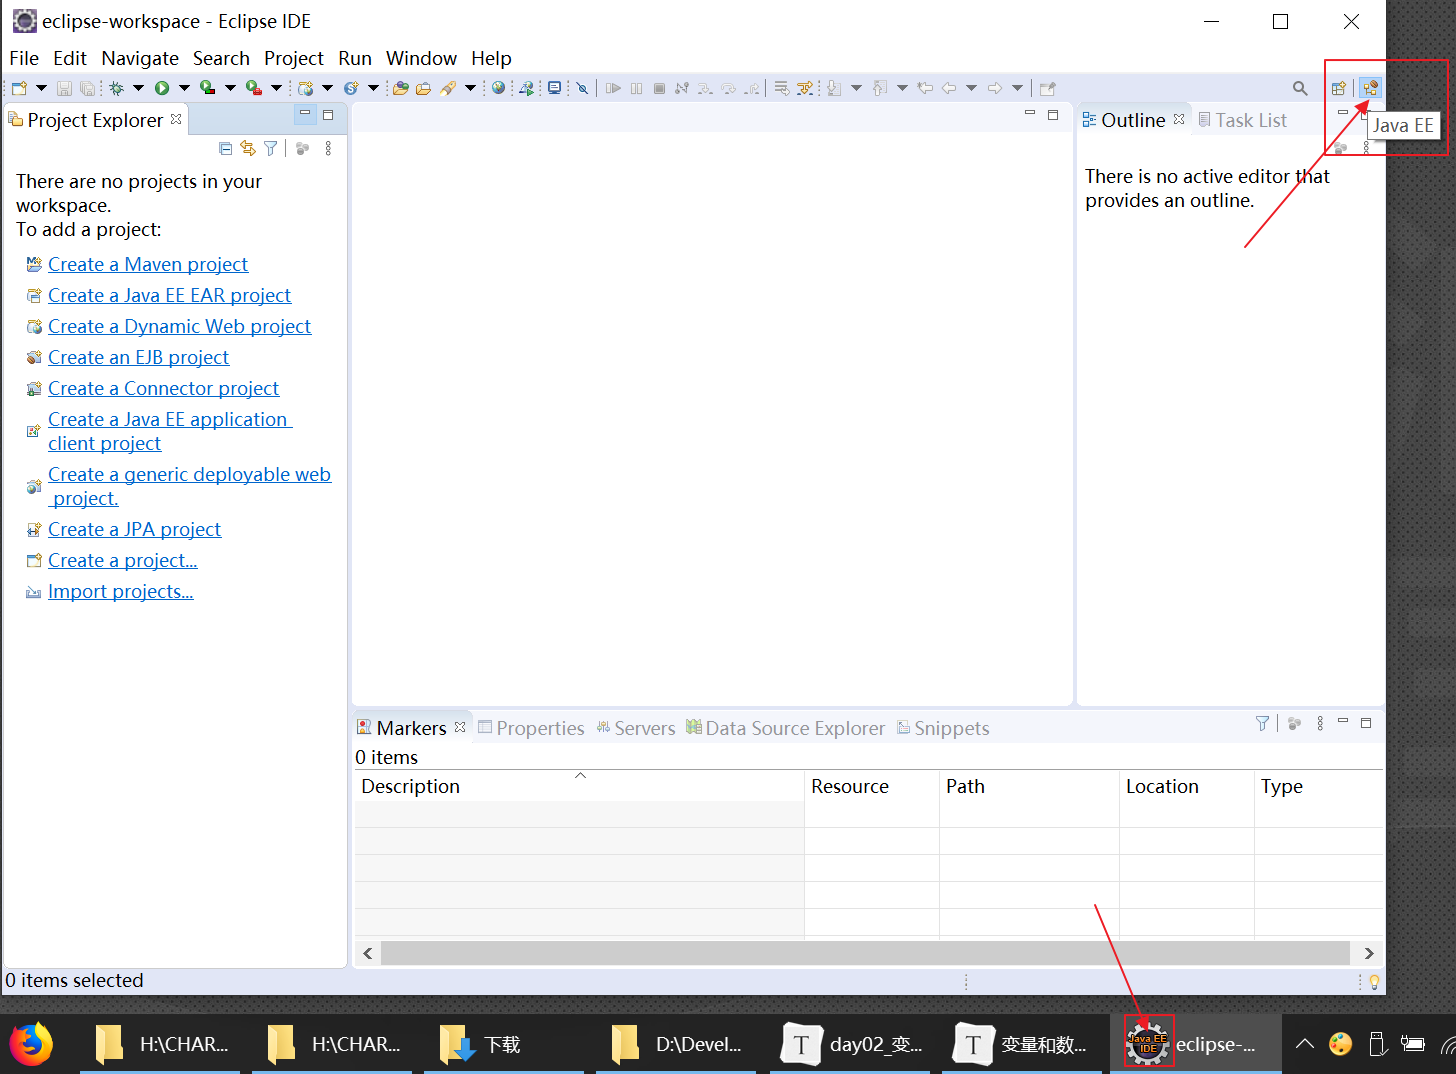 eclipse-workspace - Eclipse IDE
File Edit Navigate Search Project Run Window Help
Project Explorer
Outline
Task List
Java EE
There are no projects in your
workspace.
To add a project:
Create a Maven project
Create a Java EE EAR project
Create a Dynamic Web project
Create an EJB project
Create a Connector project
Create a Java EE application
client project
Create a generic deployable web
project.
Create a JPA project
Create a project...
Import projects...
There is no active editor that
provides an outline.
Markers
Properties
Servers
Data Source Explorer
Snippets
0 items
Description
Resource
Path
Location
Type
0 items selected
H:\CHAR...
H:\CHAR...
下载
D:\Devel...
T
day02_变...
T
变量和数...
Java EE
IDE
eclipse-...